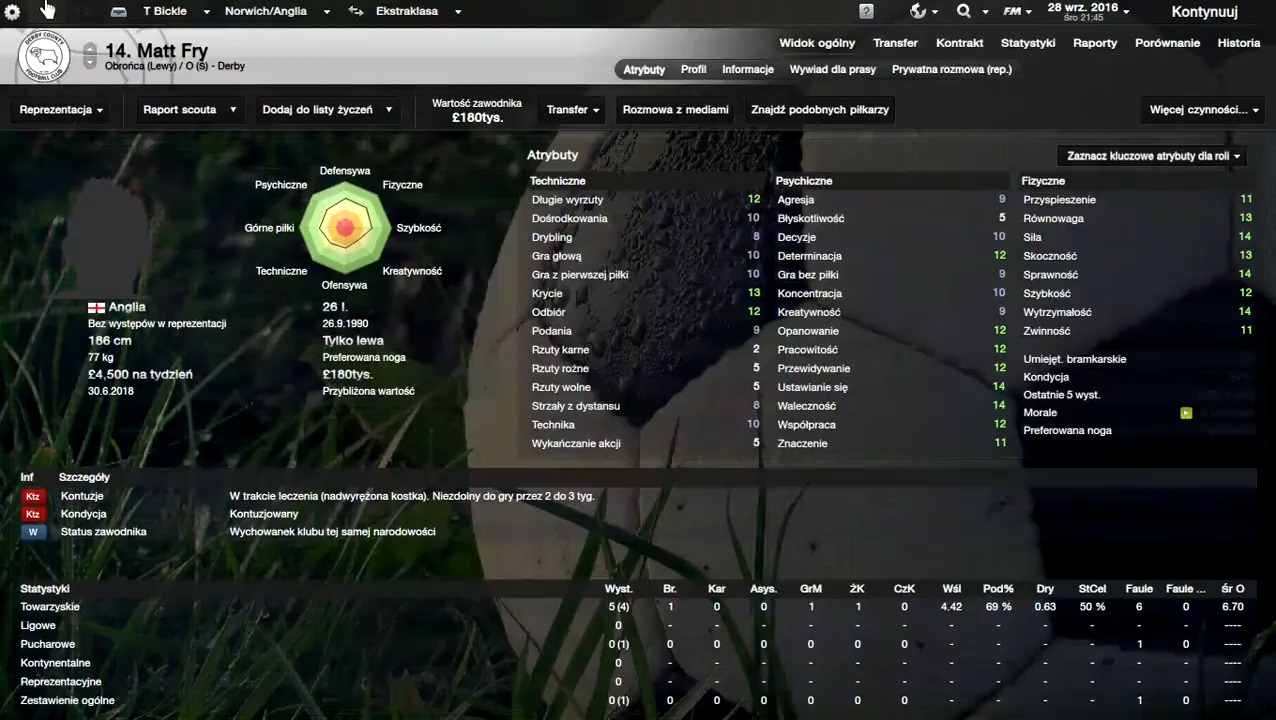 T Bickle Norwich/Anglia Ekstraklasa ? FM 28 wrz. 2016 Kontynuuj
śro 21:45
14. Matt Fry
Obrońca (Lewy) / O (Ś) - Derby
Widok ogólny Transfer Kontrakt Statystyki Raporty Porównanie Historia
Atrybuty Profil Informacje Wywiad dla prasy Prywatna rozmowa (rep.)
Reprezentacja Raport scouta Dodaj do listy życzeń Wartość zawodnika Transfer Rozmowa z mediami Znajdź podobnych piłkarzy Więcej czynności...
£180tys.
Atrybuty Zaznacz kluczowe atrybuty dla roli
Defensywa
Psychiczne Fizyczne
Górne piłki Szybkość
Techniczne Kreatywność
Ofensywa
Anglia 26 l.
Bez występów w reprezentacji 26.9.1990
186 cm Tylko lewa
77 kg Preferowana noga
£4,500 na tydzień £180tys.
30.6.2018 Przybliżona wartość
Techniczne Psychiczne Fizyczne
Długie wyrzuty 12 Agresja 9 Przyspieszenie 11
Dośrodkowania 10 Błyskotliwość 5 Równowaga 13
Drybling 8 Decyzje 10 Siła 14
Gra głową 10 Determinacja 12 Skoczność 13
Gra z pierwszej piłki 10 Gra bez piłki 9 Sprawność 14
Krycie 13 Koncentracja 10 Szybkość 12
Odbiór 12 Kreatywność 9 Wytrzymałość 14
Podania 9 Opanowanie 12 Zwinność 11
Rzuty karne 2 Pracowitość 12
Rzuty rożne 5 Przewidywanie 12
Rzuty wolne 5 Ustawianie się 14
Strzały z dystansu 8 Waleczność 14
Technika 10 Współpraca 12
Wykańczanie akcji 5 Znaczenie 11
Umiejęt. bramkarskie
Kondycja
Ostatnie 5 wyst.
Morale
Preferowana noga
Inf Szczegóły
Ktz Kontuzje W trakcie leczenia (nadwyrężona kostka). Niezdolny do gry przez 2 do 3 tyg.
Ktz Kondycja Kontuzjowany
W Status zawodnika Wychowanek klubu tej samej narodowości
Statystyki Wyst. Br. Kar Asys. GrM ŻK CzK Wśl Pod% Dry StCel Faule Faule ... śr O
Towarzyskie 5 (4) 1 0 0 1 1 0 4.42 69 % 0.63 50 % 6 0 6.70
Ligowe 0 - - - - - - - - - - - - ----
Pucharowe 0 (1) 0 0 0 0 0 0 - - - - 1 0 ----
Kontynentalne 0 - - - - - - - - - - - - ----
Reprezentacyjne 0 - - - - - - - - - - - - ----
Zestawienie ogólne 0 (1) 0 0 0 0 0 0 - - - - 1 0 ----